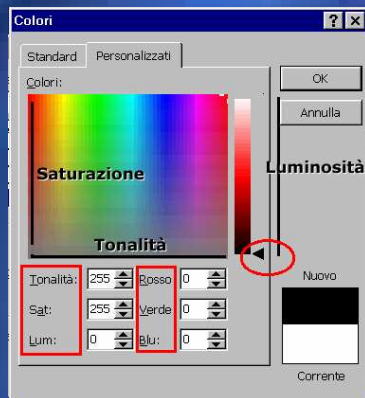 Colori
Standard Personalizzati
Colori:
OK
Annulla
Saturazione
Luminosità
Tonalità
Tonalità: 255 Rosso 0
Sat: 255 Verde 0
Lum: 0 Blu: 0
Nuovo
Corrente